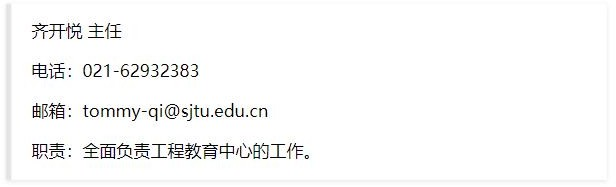 齐开悦 主任
电话：021-62932383
邮箱：tommy-qi@sjtu.edu.cn
职责：全面负责工程教育中心的工作。